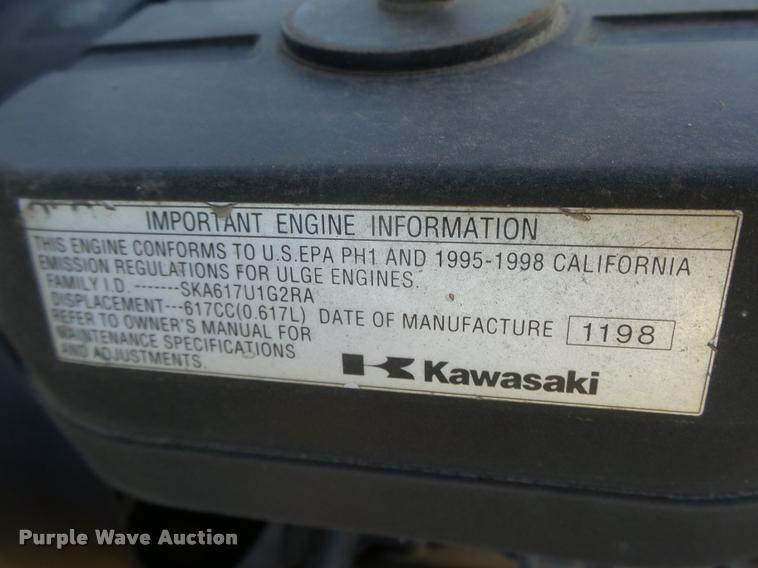 IMPORTANT ENGINE INFORMATION
THIS ENGINE CONFORMS TO U.S.EPA PH1 AND 1995-1998 CALIFORNIA
EMISSION REGULATIONS FOR ULGE ENGINES.
FAMILY I.D. -------SKA617U1G2RA
DISPLACEMENT---617CC(0.617L) DATE OF MANUFACTURE 1198
REFER TO OWNER'S MANUAL FOR
MAINTENANCE SPECIFICATIONS
AND ADJUSTMENTS.
Kawasaki
Purple Wave Auction